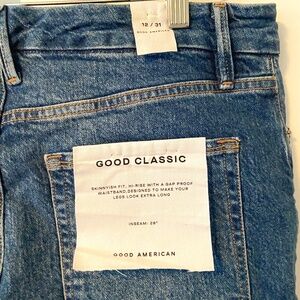 12 / 31
GOOD AMERICAN
GOOD CLASSIC
SKINNYISH FIT, HI-RISE WITH A GAP PROOF
WAISTBAND, DESIGNED TO MAKE YOUR
LEGS LOOK EXTRA LONG
INSEAM: 28"
GOOD AMERICAN